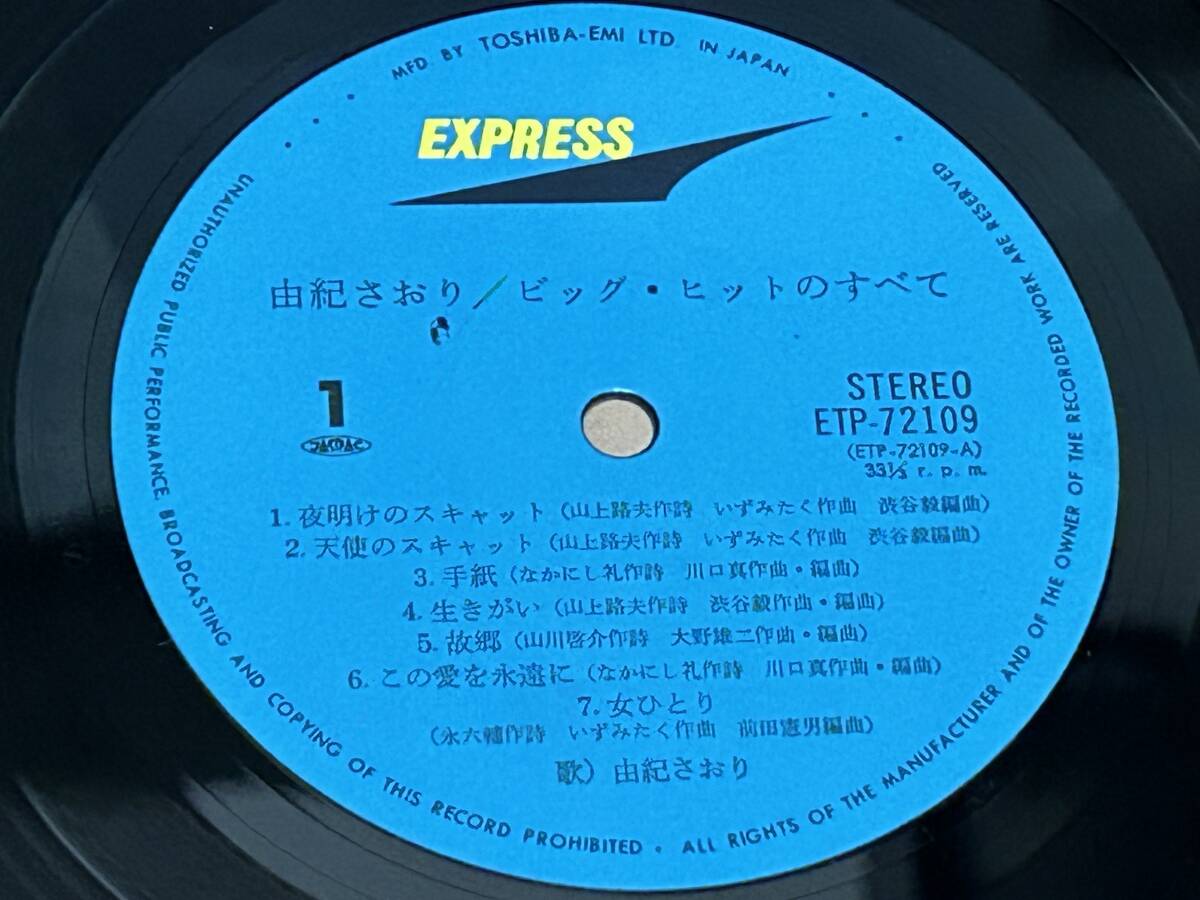 MFD BY TOSHIBA-EMI LTD. IN JAPAN
EXPRESS
由紀さおり/ビッグ・ヒットのすべて
1
JASRAC
STEREO
ETP-72109
(ETP-72109-A)
33⅓ r. p. m.
1. 夜明けのスキャット (山上路夫作詩 いずみたく作曲 渋谷毅編曲)
2. 天使のスキャット (山上路夫作詩 いずみたく作曲 渋谷毅編曲)
3. 手紙 (なかにし礼作詩 川口真作曲・編曲)
4. 生きがい (山上路夫作詩 渋谷毅作曲・編曲)
5. 故郷 (山川啓介作詩 大野雄二作曲・編曲)
6. この愛を永遠に (なかにし礼作詩 川口真作曲・編曲)
7. 女ひとり
(永六輔作詩 いずみたく作曲 前田憲男編曲)
歌) 由紀さおり
UNAUTHORIZED PUBLIC PERFORMANCE, BROADCASTING AND COPYING OF THIS RECORD PROHIBITED • ALL RIGHTS OF THE MANUFACTURER AND OF THE OWNER OF THE RECORDED WORK ARE RESERVED